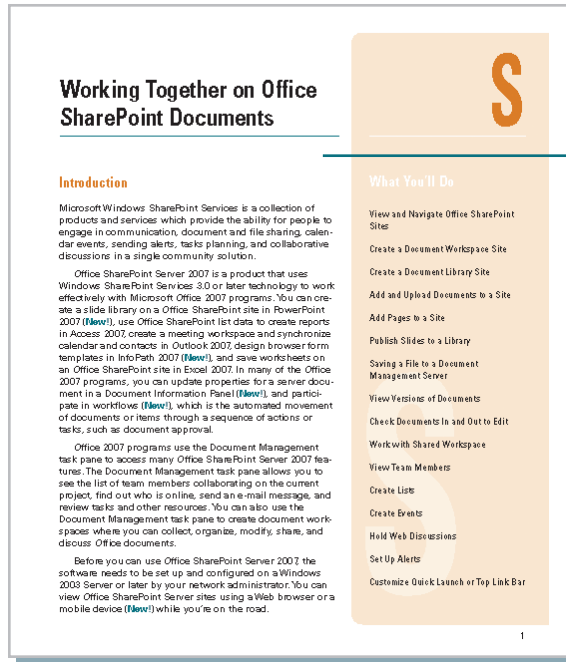 Working Together on Office
SharePoint Documents
S
Introduction
Microsoft Windows SharePoint Services is a collection of
products and services which provide the ability for people to
engage in communication, document and file sharing, calen-
dar events, sending alerts, tasks planning, and collaborative
discussions in a single community solution.
Office SharePoint Server 2007 is a product that uses
Windows SharePoint Services 3.0 or later technology to work
effectively with Microsoft Office 2007 programs. You can cre-
ate a slide library on a Office SharePoint site in PowerPoint
2007 (New!), use Office SharePoint list data to create reports
in Access 2007, create a meeting workspace and synchronize
calendar and contacts in Outlook 2007, design browser form
templates in InfoPath 2007 (New!), and save worksheets on
an Office SharePoint site in Excel 2007. In many of the Office
2007 programs, you can update properties for a server docu-
ment in a Document Information Panel (New!), and partici-
pate in workflows (New!), which is the automated movement
of documents or items through a sequence of actions or
tasks, such as document approval.
Office 2007 programs use the Document Management
task pane to access many Office SharePoint Server 2007 fea-
tures. The Document Management task pane allows you to
see the list of team members collaborating on the current
project, find out who is online, send an e-mail message, and
review tasks and other resources. You can also use the
Document Management task pane to create document work-
spaces where you can collect, organize, modify, share, and
discuss Office documents.
Before you can use Office SharePoint Server 2007, the
software needs to be set up and configured on a Windows
2003 Server or later by your network administrator. You can
view Office SharePoint Server sites using a Web browser or a
mobile device (New!) while you're on the road.
What You'll Do
View and Navigate Office SharePoint
Sites
Create a Document Workspace Site
Create a Document Library Site
Add and Upload Documents to a Site
Add Pages to a Site
Publish Slides to a Library
Saving a File to a Document
Management Server
View Versions of Documents
Check Documents In and Out to Edit
Work with Shared Workspace
View Team Members
Create Lists
Create Events
Hold Web Discussions
Set Up Alerts
Customize Quick Launch or Top Link Bar
S
1